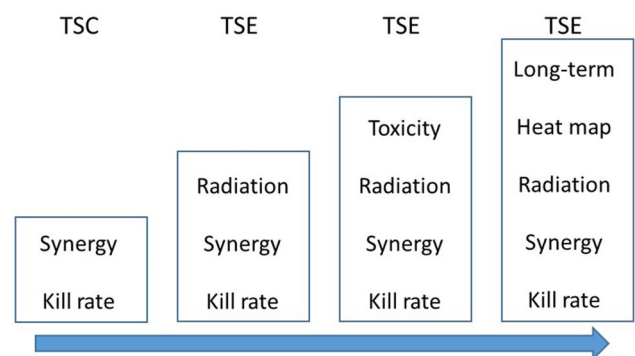 TSC
Synergy
Kill rate
TSE
Radiation
Synergy
Kill rate
TSE
Toxicity
Radiation
Synergy
Kill rate
TSE
Long-term
Heat map
Radiation
Synergy
Kill rate